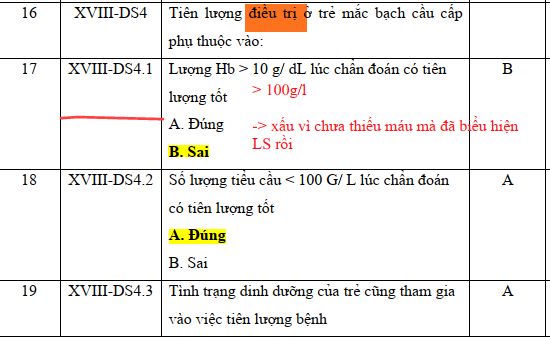 16 XVIII-DS4 Tiên lượng điều trị ở trẻ mắc bạch cầu cấp
phụ thuộc vào:
17 XVIII-DS4.1 Lượng Hb > 10 g/ dL lúc chẩn đoán có tiên B
lượng tốt > 100g/l
A. Đúng -> xấu vì chưa thiếu máu mà đã biểu hiện
B. Sai LS rồi
18 XVIII-DS4.2 Số lượng tiểu cầu < 100 G/ L lúc chẩn đoán A
có tiên lượng tốt
A. Đúng
B. Sai
19 XVIII-DS4.3 Tình trạng dinh dưỡng của trẻ cũng tham gia A
vào việc tiên lượng bệnh